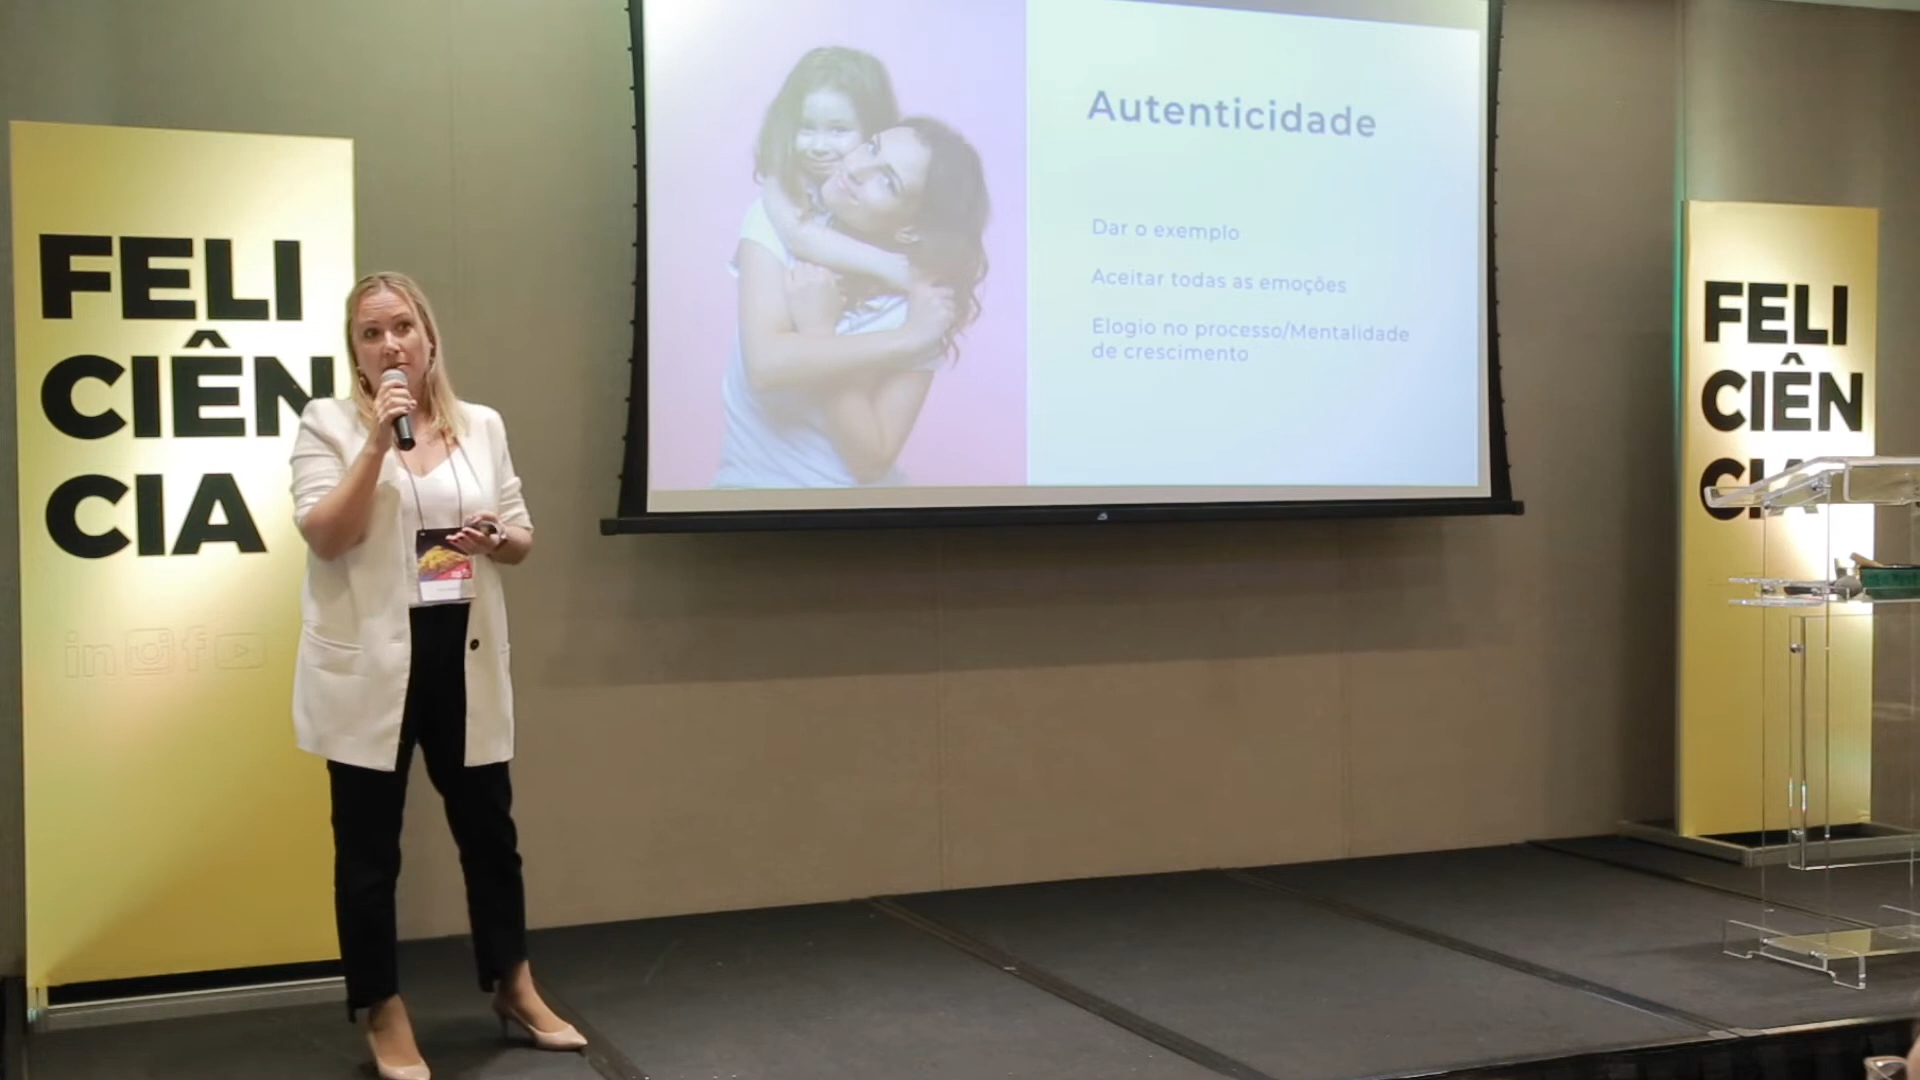 FELI
CIÊN
CIA
in f
Autenticidade
Dar o exemplo
Aceitar todas as emoções
Elogio no processo/Mentalidade
de crescimento
FELI
CIÊN
CIA